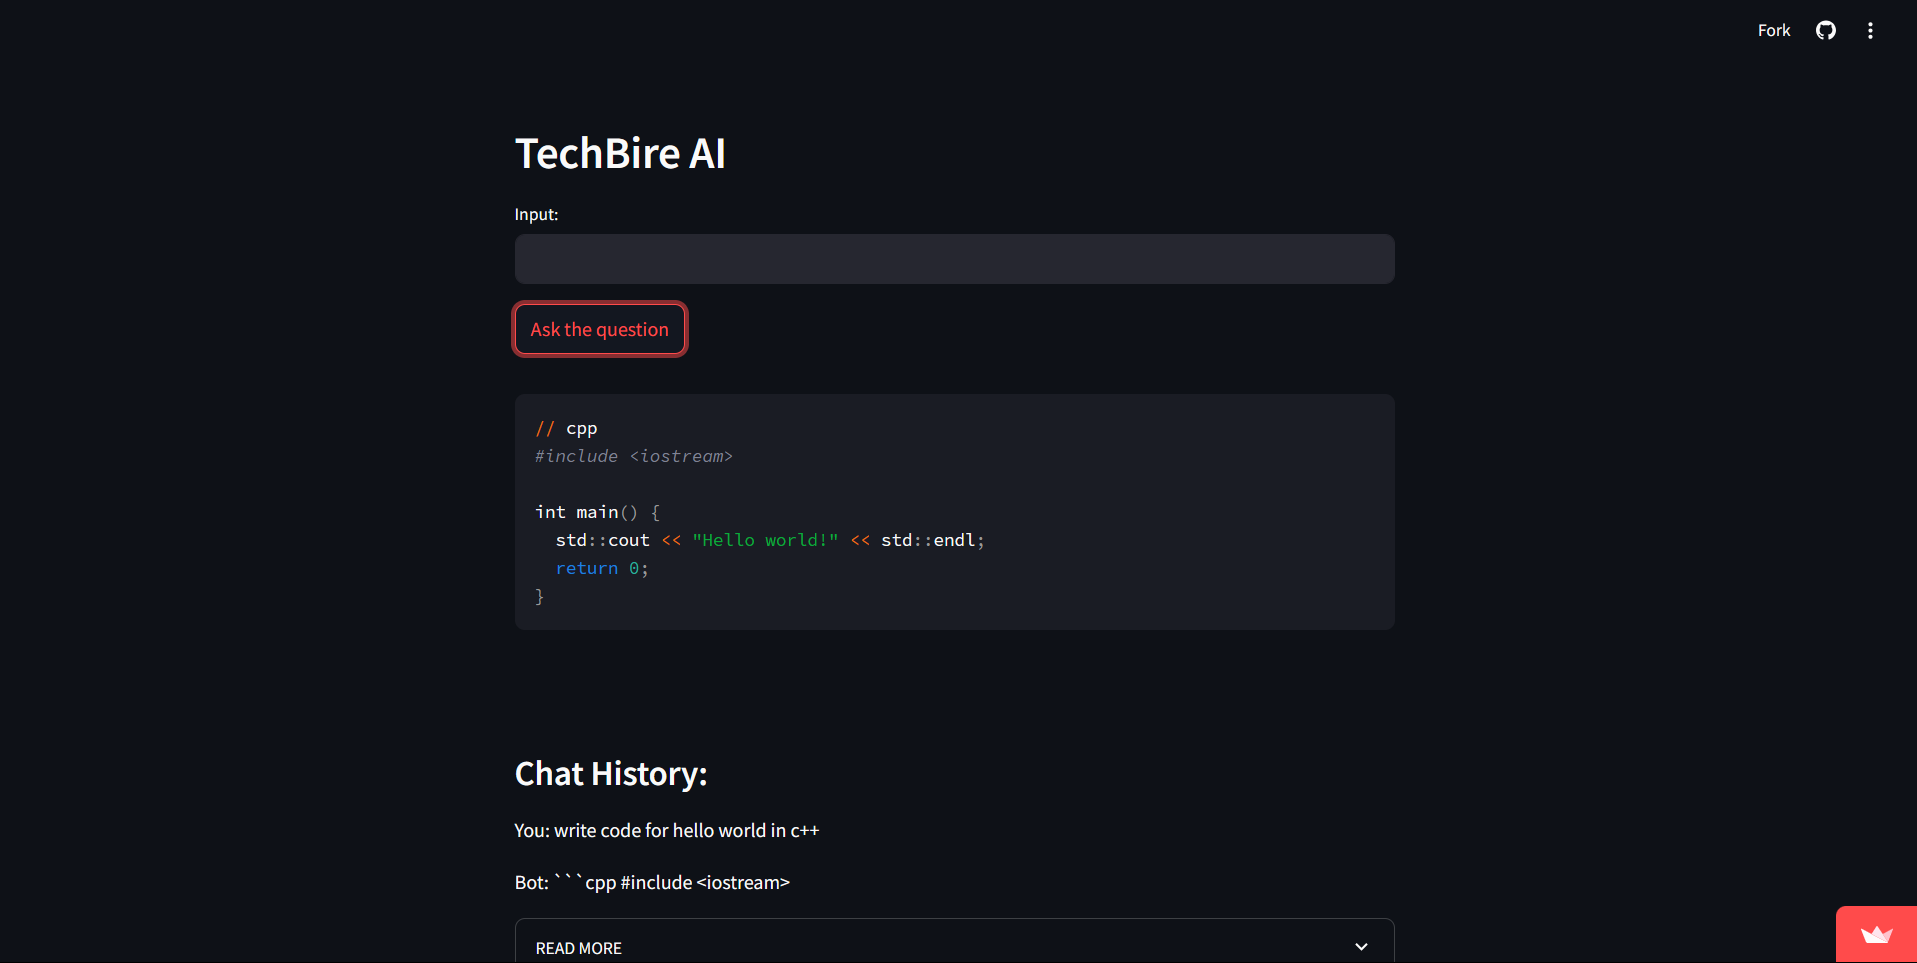 Fork
TechBire AI
Input:
Ask the question
// cpp
#include <iostream>
int main() {
  std::cout << "Hello world!" << std::endl;
  return 0;
}
Chat History:
You: write code for hello world in c++
Bot: ```cpp #include <iostream>
READ MORE